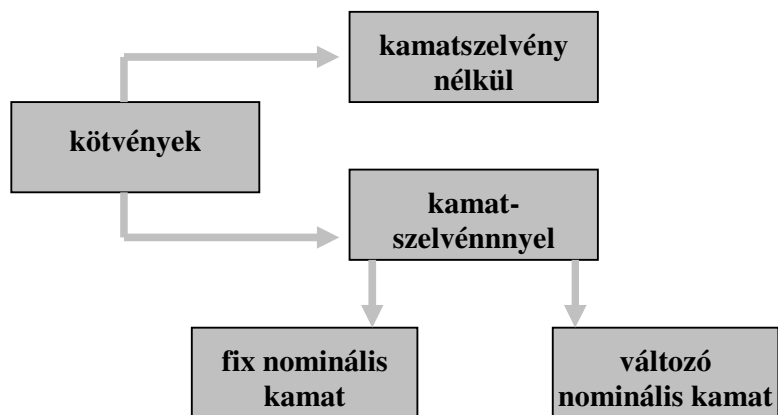 kamatszelvény
nélkül
kötvények
kamat-
szelvénnnyel
fix nominális
kamat
változó
nominális kamat